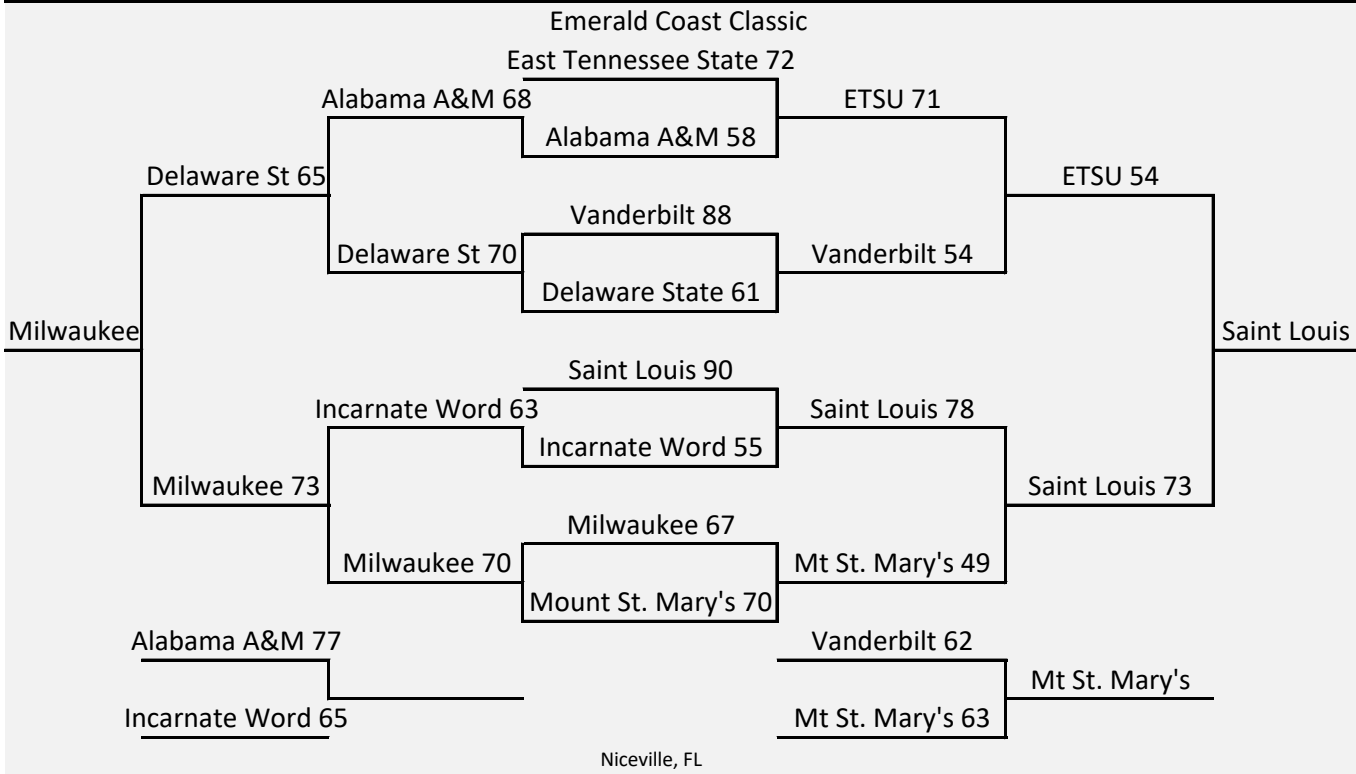 Emerald Coast Classic
East Tennessee State 72
Alabama A&M 68
ETSU 71
Alabama A&M 58
Delaware St 65
ETSU 54
Vanderbilt 88
Delaware St 70
Vanderbilt 54
Delaware State 61
Milwaukee
Saint Louis
Saint Louis 90
Incarnate Word 63
Saint Louis 78
Incarnate Word 55
Milwaukee 73
Saint Louis 73
Milwaukee 67
Milwaukee 70
Mt St. Mary's 49
Mount St. Mary's 70
Alabama A&M 77
Vanderbilt 62
Mt St. Mary's
Incarnate Word 65
Mt St. Mary's 63
Niceville, FL